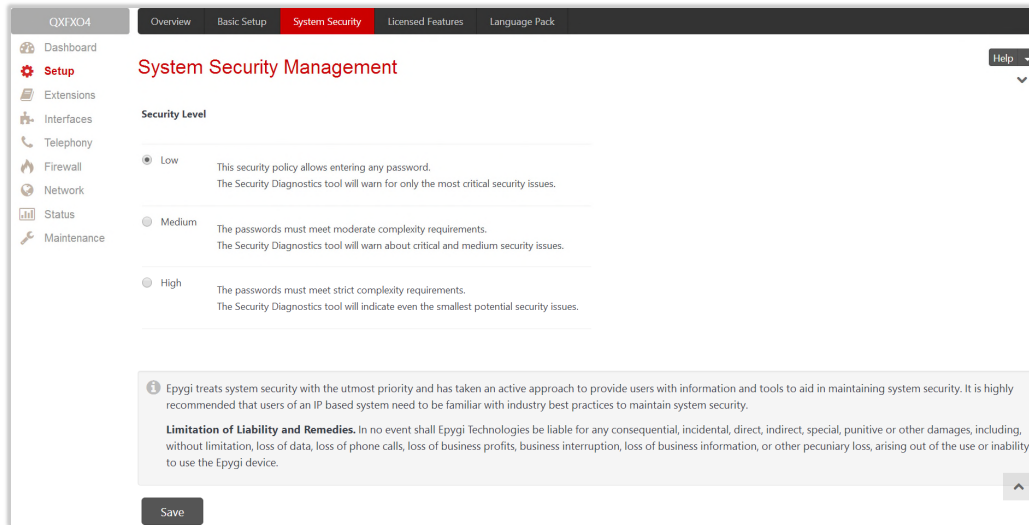 QXFXO4
Overview
Basic Setup
System Security
Licensed Features
Language Pack
Dashboard
Setup
Extensions
Interfaces
Telephony
Firewall
Network
Status
Maintenance
System Security Management
Help
Security Level
Low
This security policy allows entering any password.
The Security Diagnostics tool will warn for only the most critical security issues.
Medium
The passwords must meet moderate complexity requirements.
The Security Diagnostics tool will warn about critical and medium security issues.
High
The passwords must meet strict complexity requirements.
The Security Diagnostics tool will indicate even the smallest potential security issues.
Epygi treats system security with the utmost priority and has taken an active approach to provide users with information and tools to aid in maintaining system security. It is highly
recommended that users of an IP based system need to be familiar with industry best practices to maintain system security.
Limitation of Liability and Remedies. In no event shall Epygi Technologies be liable for any consequential, incidental, direct, indirect, special, punitive or other damages, including,
without limitation, loss of data, loss of phone calls, loss of business profits, business interruption, loss of business information, or other pecuniary loss, arising out of the use or inability
to use the Epygi device.
Save